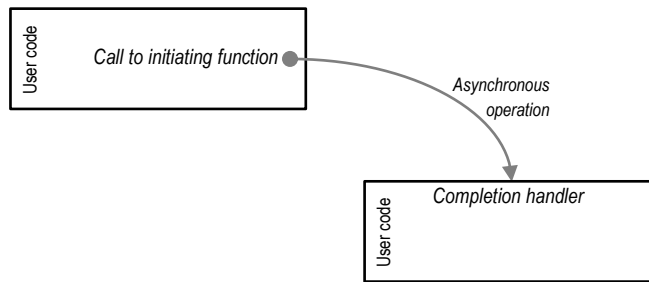 User code
Call to initiating function
Asynchronous
operation
Completion handler
User code